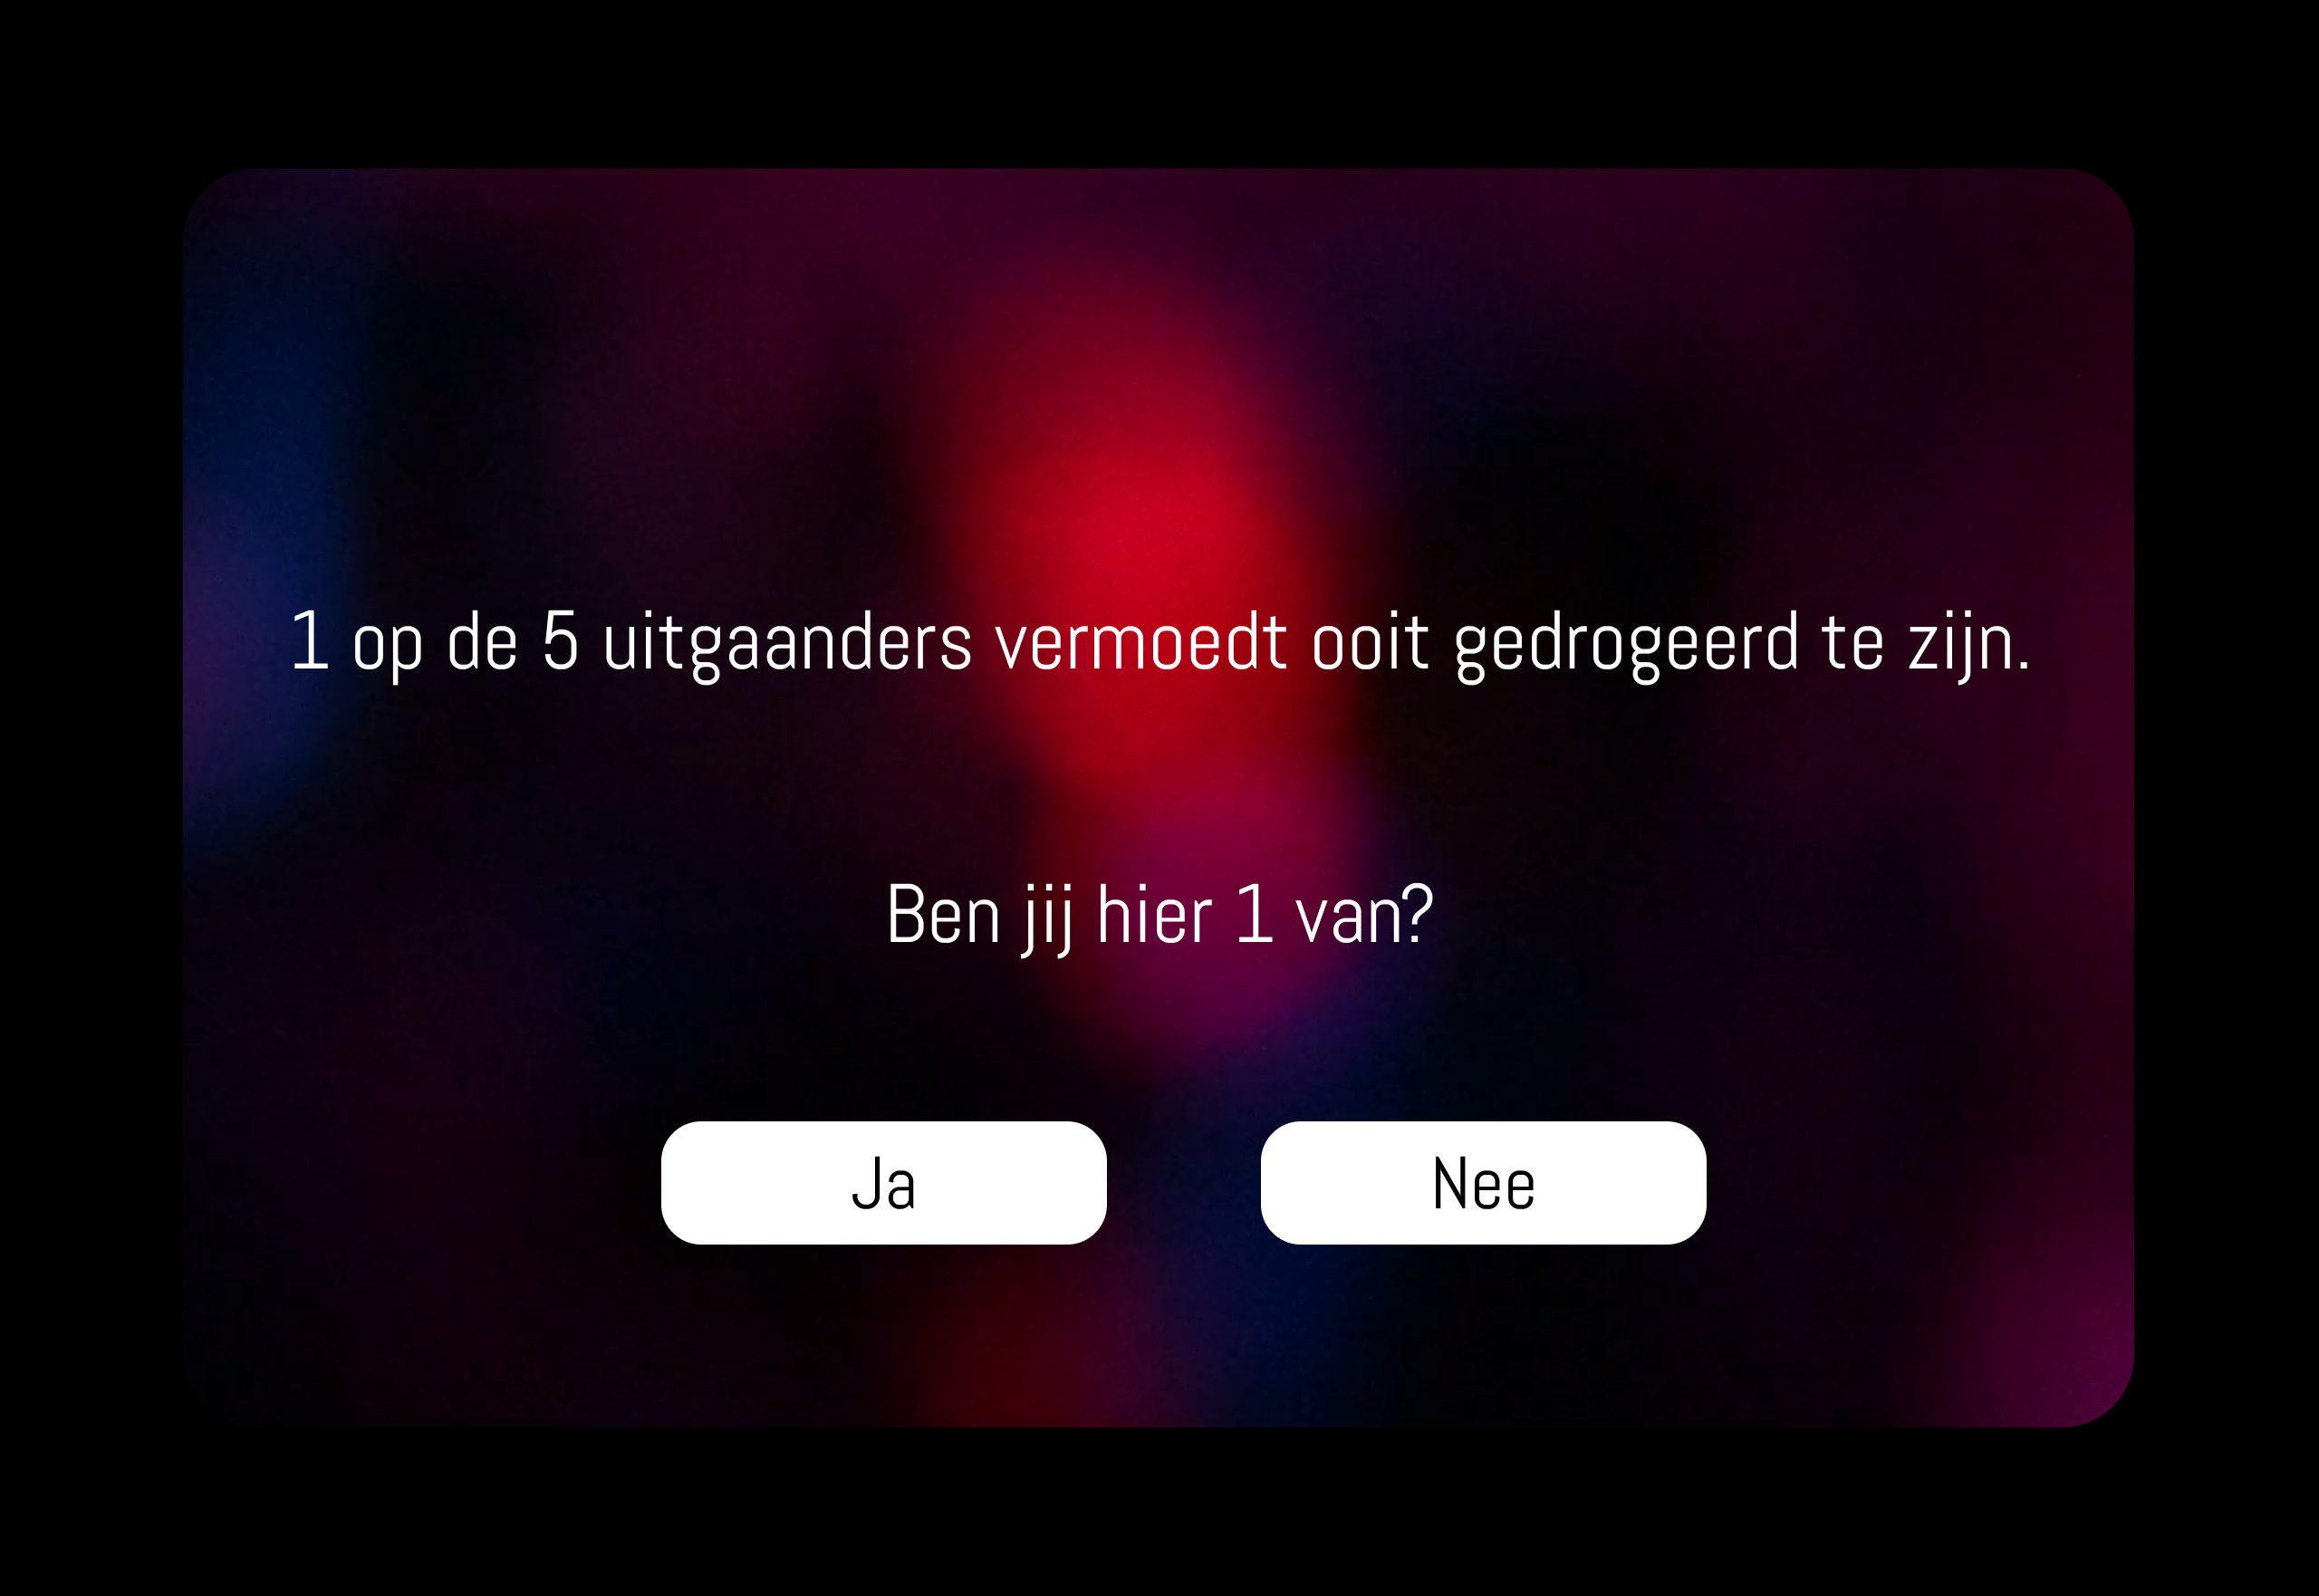 1 op de 5 uitgaanders vermoedt ooit gedrogeerd te zijn.
Ben jij hier 1 van?
Ja
Nee